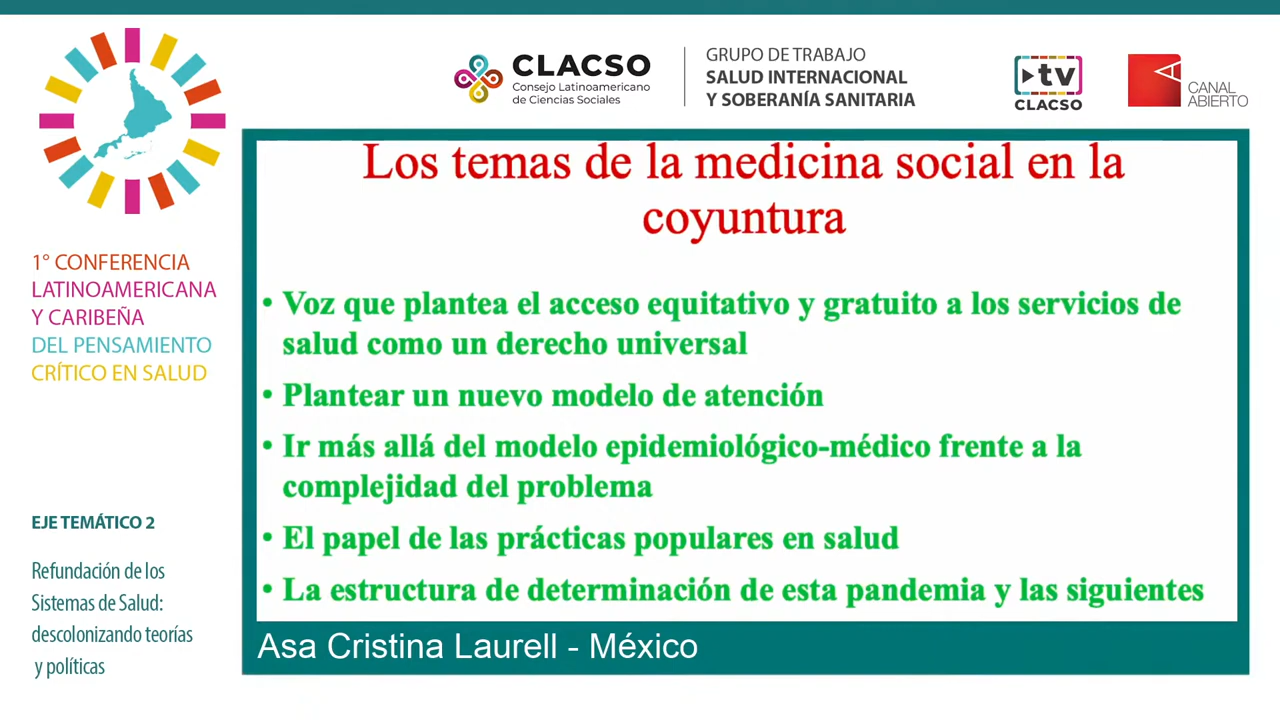 CLACSO
Consejo Latinoamericano
de Ciencias Sociales
GRUPO DE TRABAJO
SALUD INTERNACIONAL
Y SOBERANÍA SANITARIA
tv
CLACSO
CANAL
ABIERTO
1° CONFERENCIA
LATINOAMERICANA
Y CARIBEÑA
DEL PENSAMIENTO
CRÍTICO EN SALUD
EJE TEMÁTICO 2
Refundación de los
Sistemas de Salud:
descolonizando teorías
y políticas
Los temas de la medicina social en la
coyuntura
• Voz que plantea el acceso equitativo y gratuito a los servicios de
salud como un derecho universal
• Plantear un nuevo modelo de atención
• Ir más allá del modelo epidemiológico-médico frente a la
complejidad del problema
• El papel de las prácticas populares en salud
• La estructura de determinación de esta pandemia y las siguientes
Asa Cristina Laurell - México